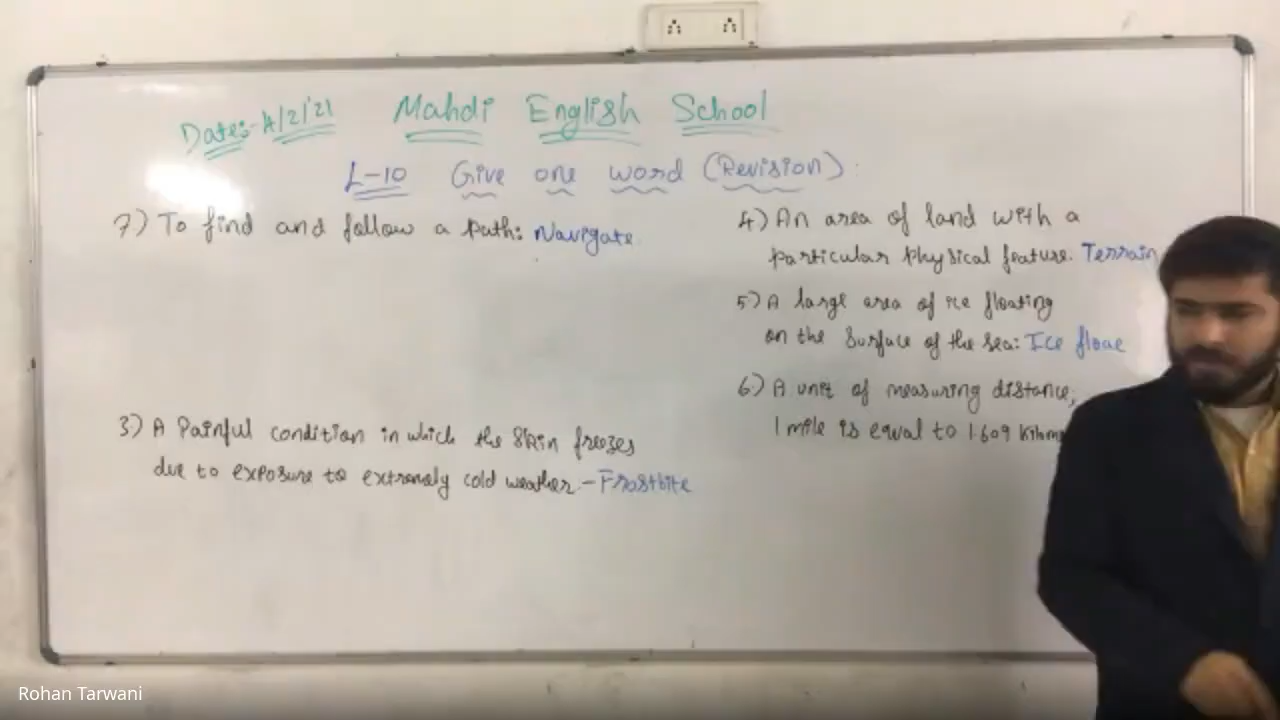 Date:- 4/2/'21
Mahdi English School
L-10 Give one word (Revision):
7) To find and follow a path: Navigate.
3) A Painful condition in which the skin freezes
due to exposure to extremely cold weather.- Frostbite
4) An area of land with a
particular physical feature. Terrain
5) A large area of ice floating
on the surface of the sea: Ice floue
6) A unit of measuring distance;
1 mile is equal to 1.609
Rohan Tarwani